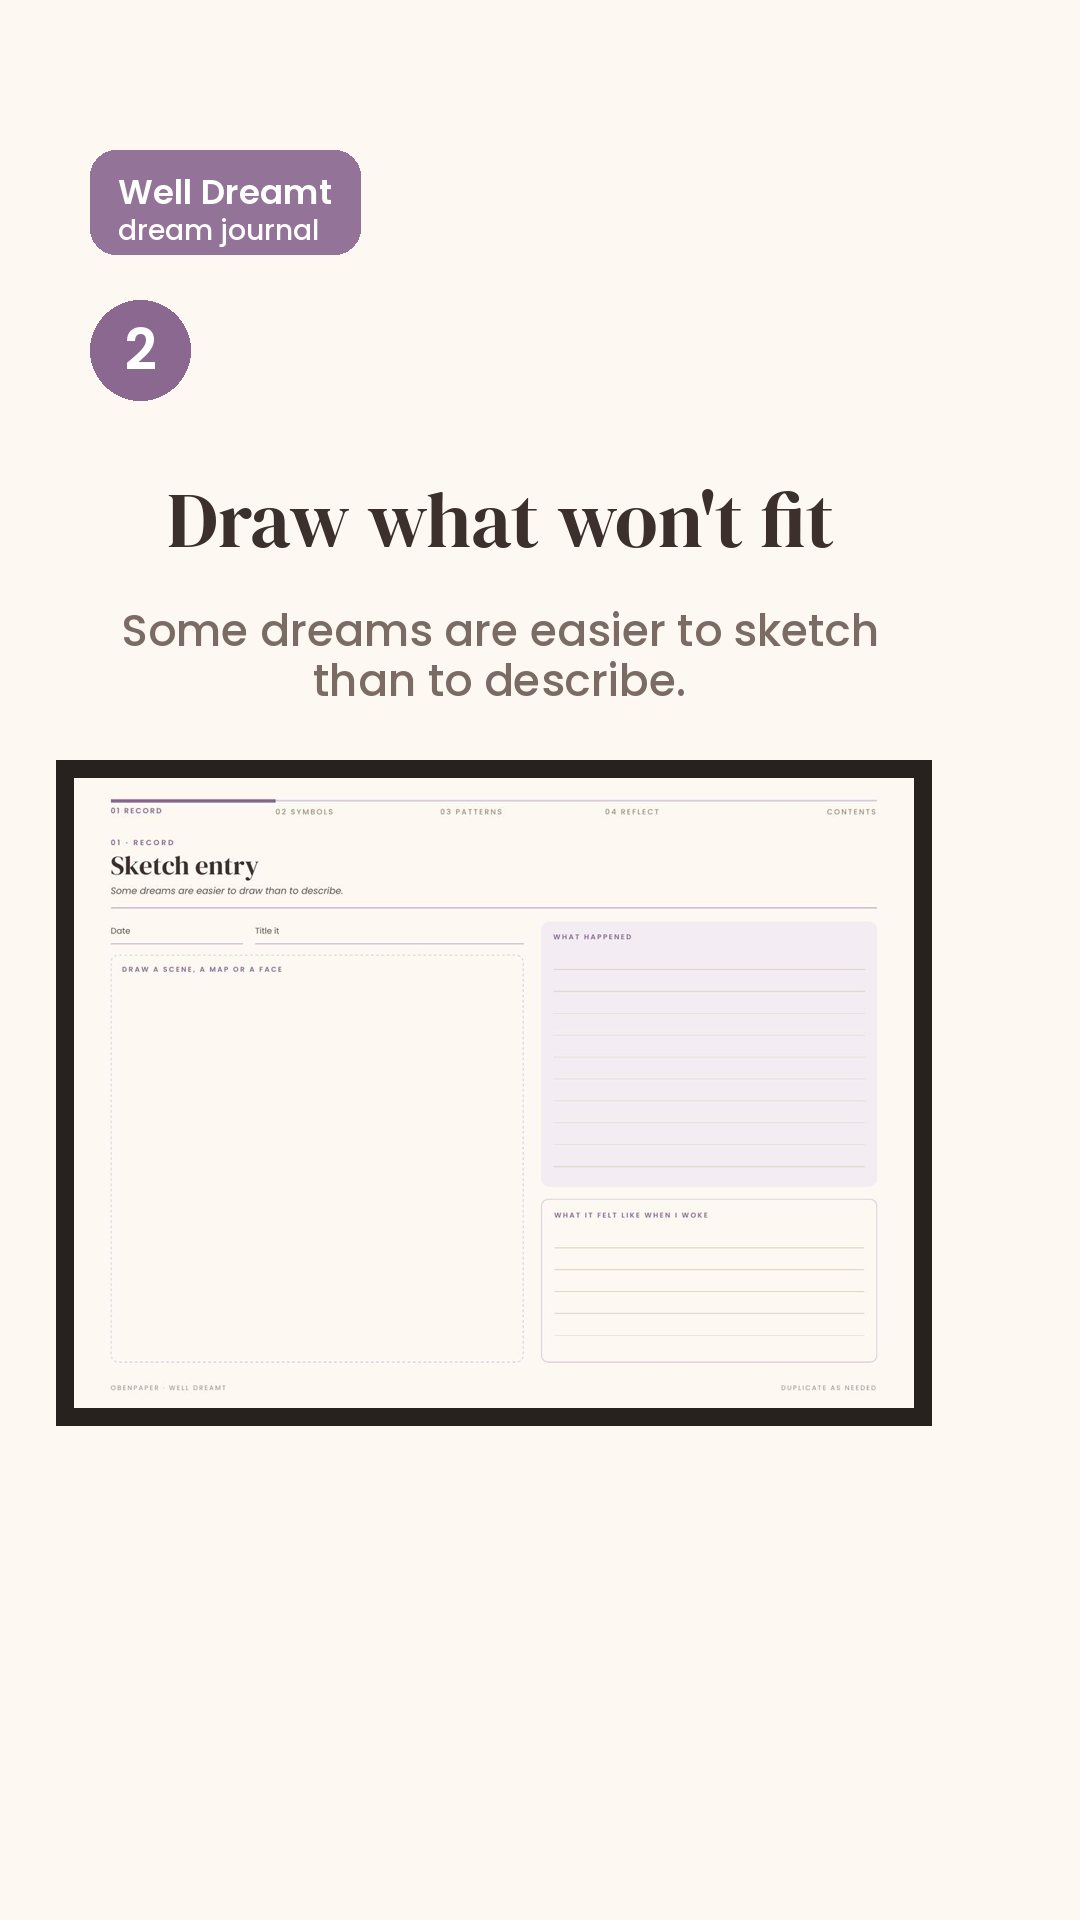 Well Dreamt
dream journal
2
Draw what won't fit
Some dreams are easier to sketch
than to describe.
01 RECORD
02 SYMBOLS
03 PATTERNS
04 REFLECT
CONTENTS
01 · RECORD
Sketch entry
Some dreams are easier to draw than to describe.
Date
Title it
DRAW A SCENE, A MAP OR A FACE
WHAT HAPPENED
WHAT IT FELT LIKE WHEN I WOKE
OBENPAPER · WELL DREAMT
DUPLICATE AS NEEDED